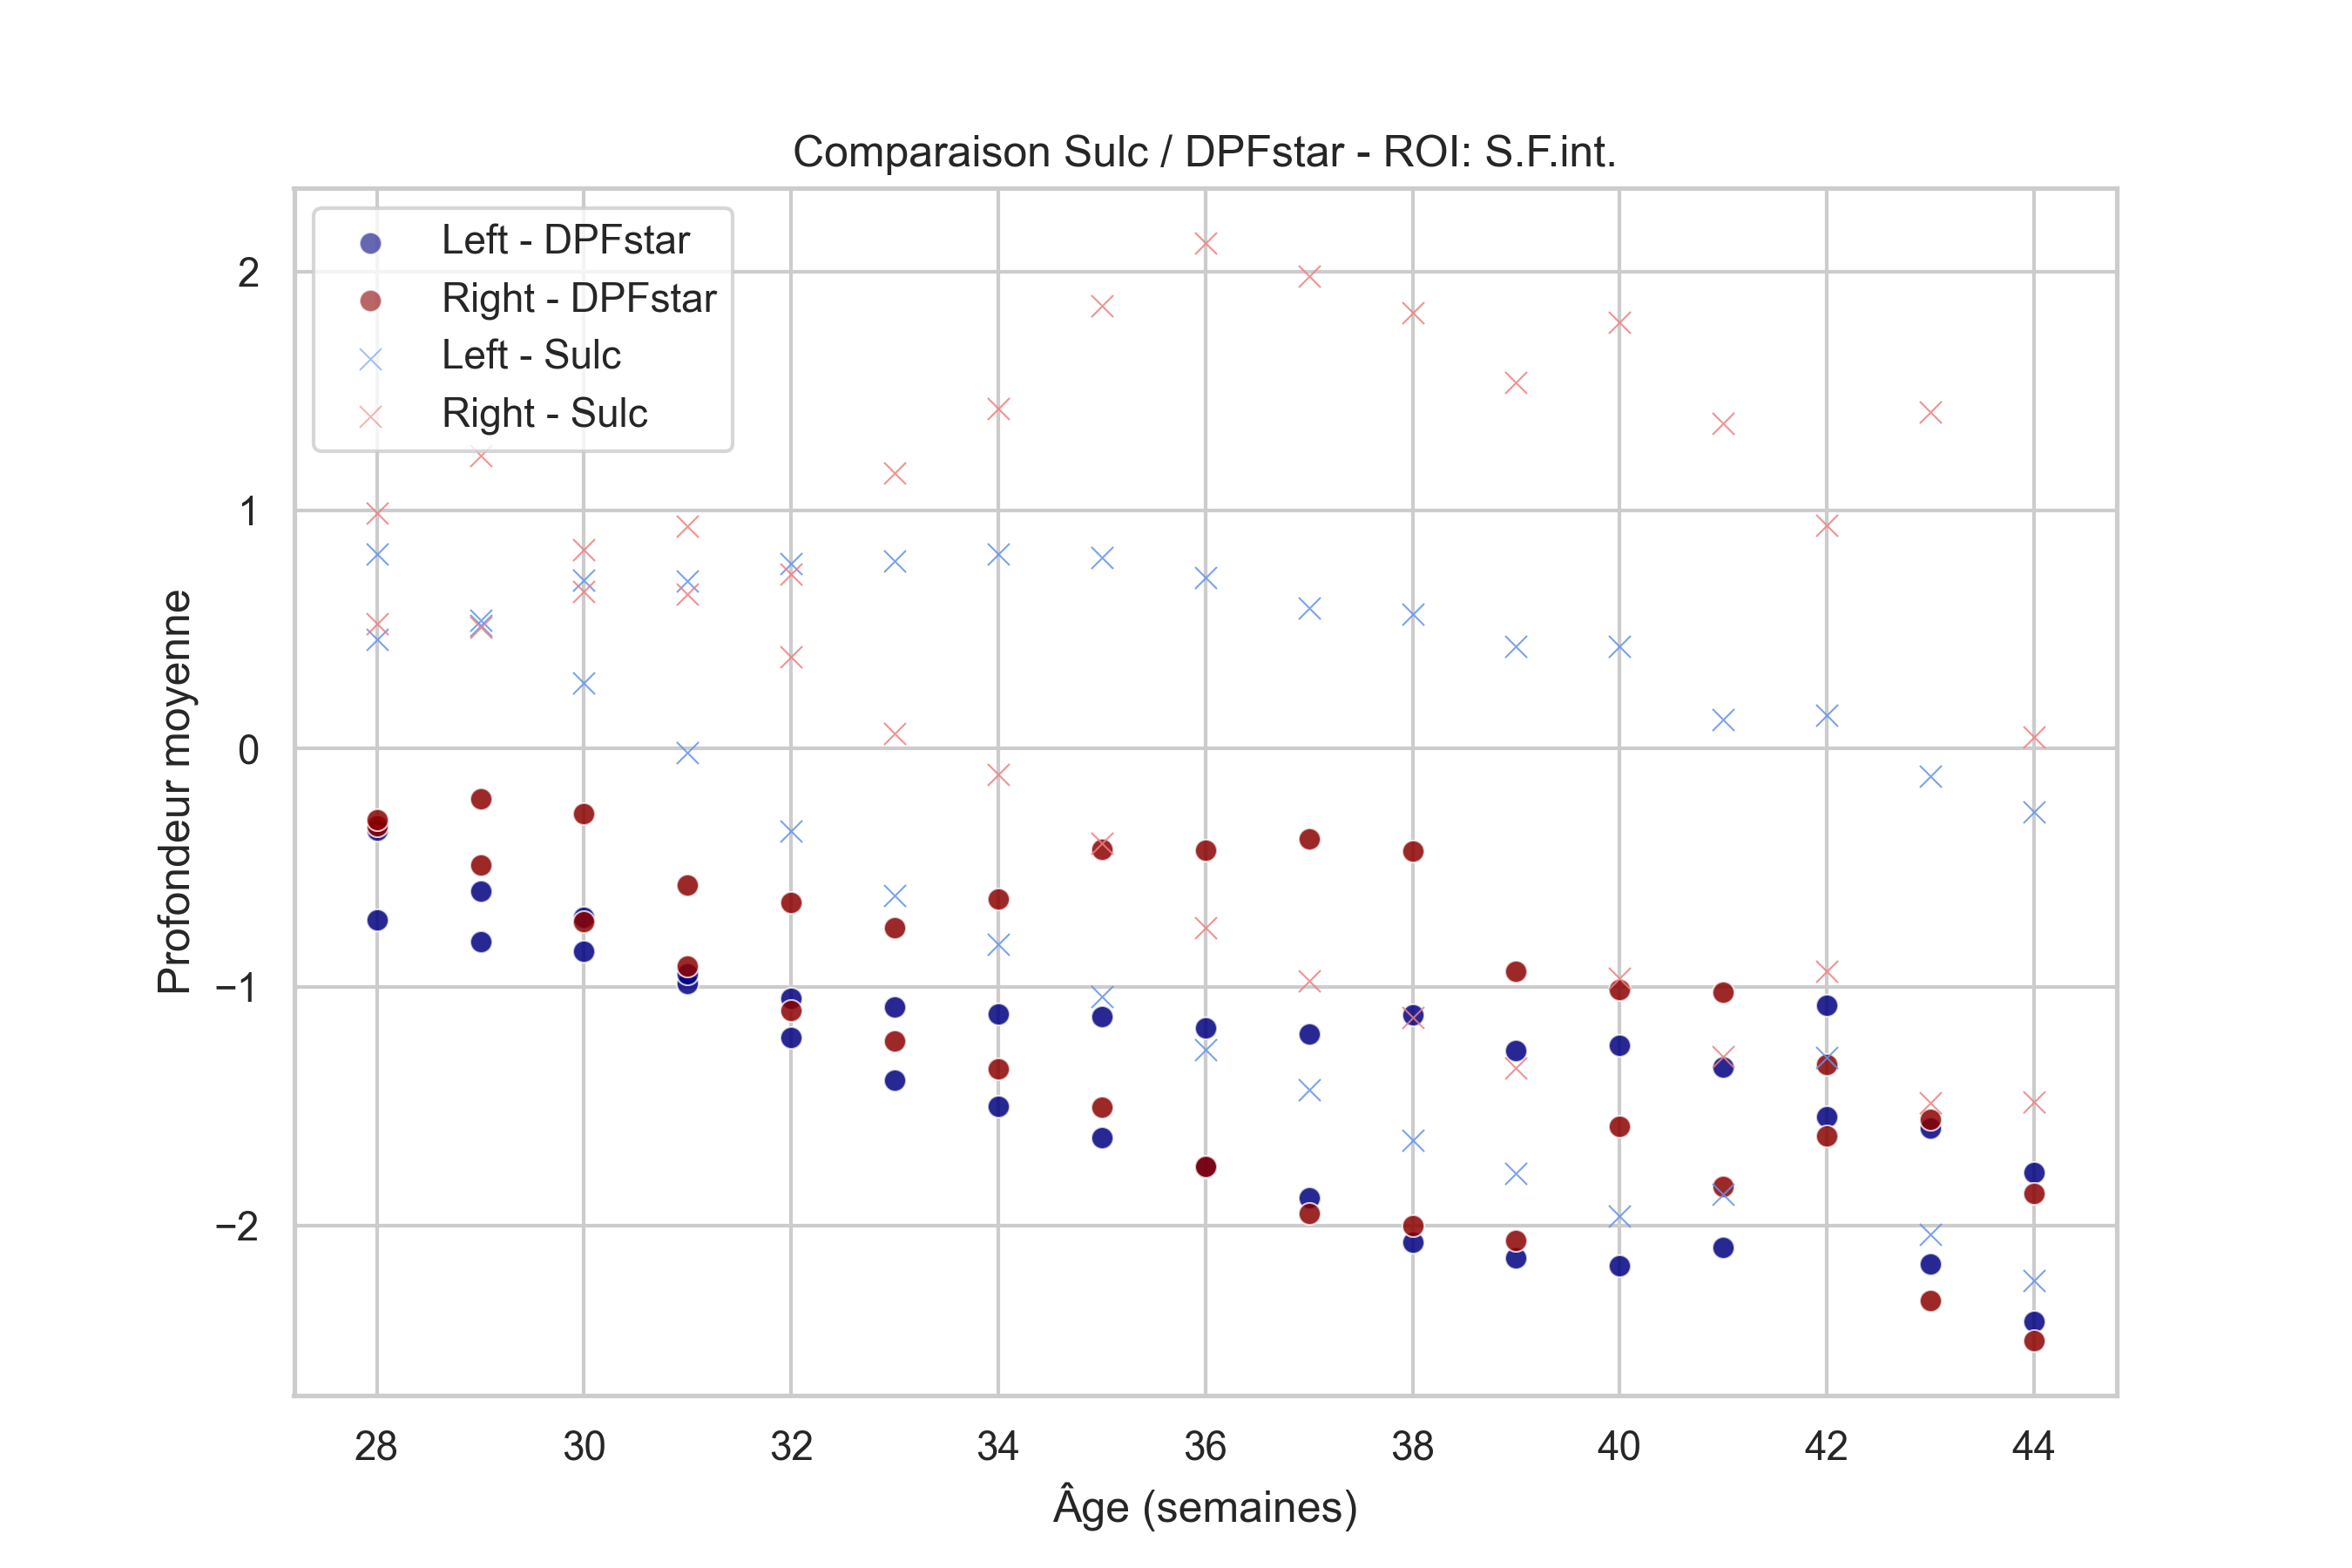 Comparaison Sulc / DPFstar - ROI: S.F.int.
Left - DPFstar
Right - DPFstar
Left - Sulc
Right - Sulc
Profondeur moyenne
2
1
0
−1
−2
28 30 32 34 36 38 40 42 44
Âge (semaines)